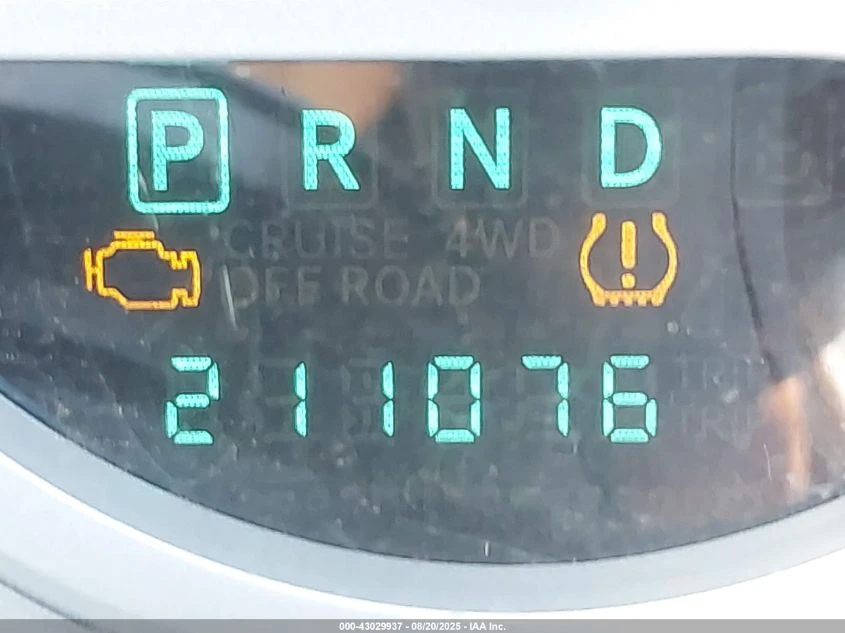 P R N D
CRUISE 4WD
OFF ROAD
211076
000-43029937 - 08/20/2025 - IAA Inc.